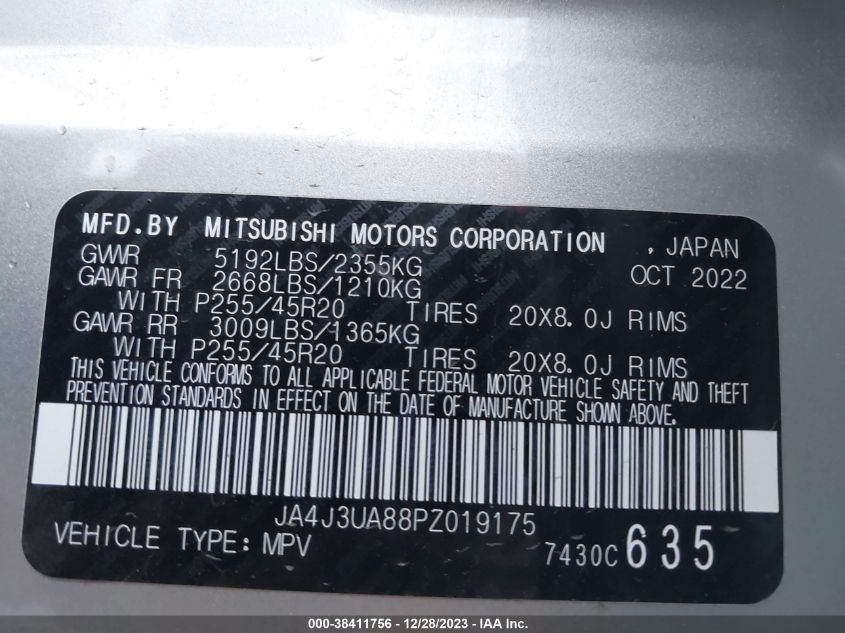 MFD.BY MITSUBISHI MOTORS CORPORATION , JAPAN
GVWR 5192LBS/2355KG OCT 2022
GAWR FR 2668LBS/1210KG
WITH P255/45R20 TIRES 20X8.0J RIMS
GAWR RR 3009LBS/1365KG
WITH P255/45R20 TIRES 20X8.0J RIMS
THIS VEHICLE CONFORMS TO ALL APPLICABLE FEDERAL MOTOR VEHICLE SAFETY AND THEFT
PREVENTION STANDARDS IN EFFECT ON THE DATE OF MANUFACTURE SHOWN ABOVE.
JA4J3UA88PZ019175
VEHICLE TYPE: MPV 7430C 635
000-38411756 - 12/28/2023 - © IAA, Inc.